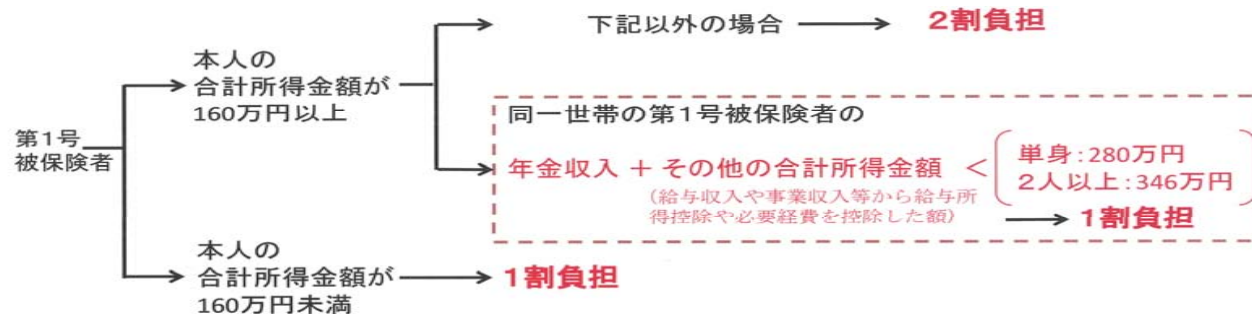 第1号
被保険者
本人の
合計所得金額が
160万円以上
下記以外の場合
2割負担
同一世帯の第1号被保険者の
年金収入 + その他の合計所得金額 <
(給与収入や事業収入等から給与所
得控除や必要経費を控除した額)
単身:280万円
2人以上:346万円
1割負担
本人の
合計所得金額が
160万円未満
1割負担